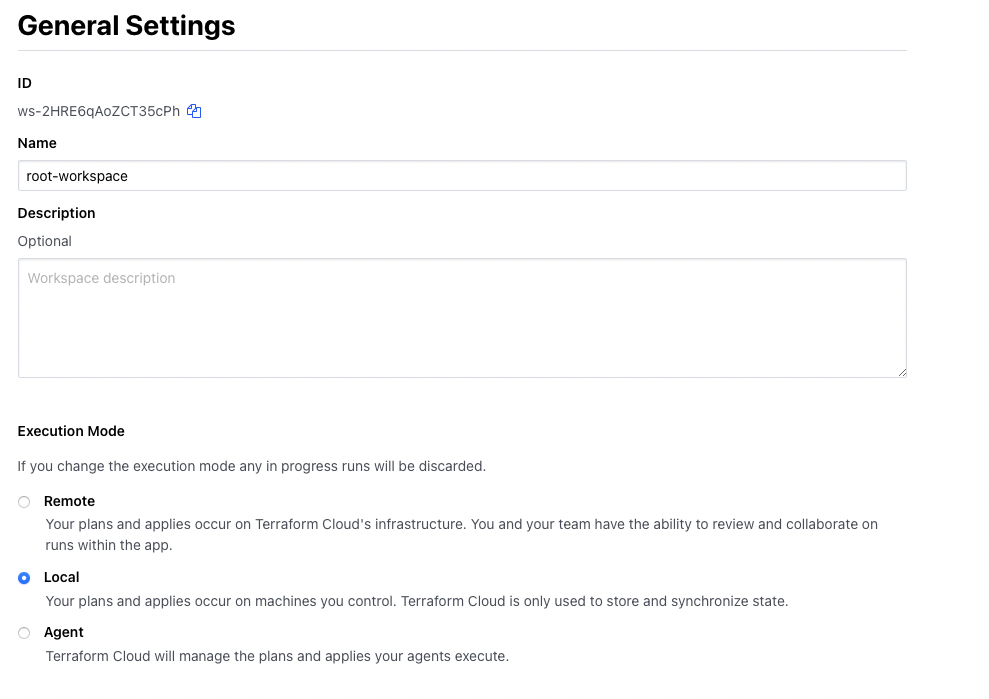 General Settings
ID
ws-2HRE6qAoZCT35cPh
Name
root-workspace
Description
Optional
Workspace description
Execution Mode
If you change the execution mode any in progress runs will be discarded.
Remote
Your plans and applies occur on Terraform Cloud's infrastructure. You and your team have the ability to review and collaborate on
runs within the app.
Local
Your plans and applies occur on machines you control. Terraform Cloud is only used to store and synchronize state.
Agent
Terraform Cloud will manage the plans and applies your agents execute.